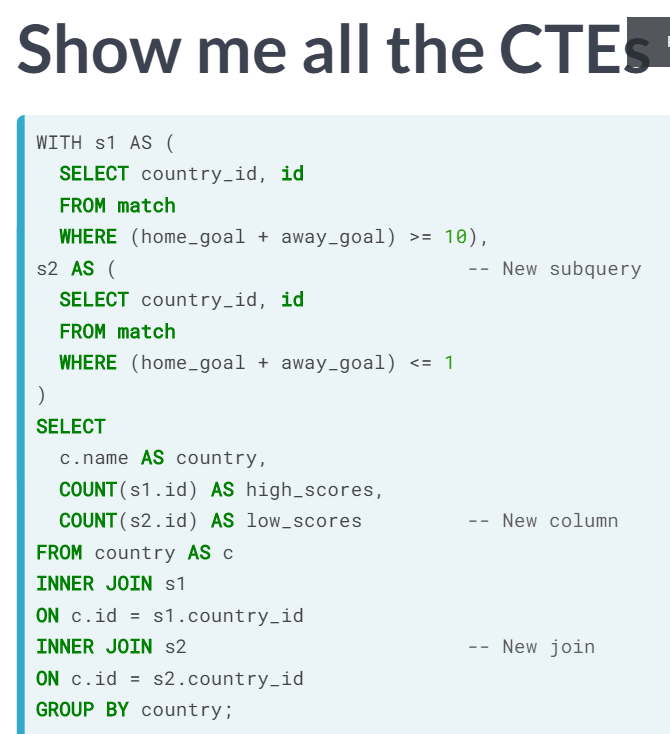 Show me all the CTEs
WITH s1 AS (
  SELECT country_id, id
  FROM match
  WHERE (home_goal + away_goal) >= 10),
s2 AS (                              -- New subquery
  SELECT country_id, id
  FROM match
  WHERE (home_goal + away_goal) <= 1
)
SELECT
  c.name AS country,
  COUNT(s1.id) AS high_scores,
  COUNT(s2.id) AS low_scores         -- New column
FROM country AS c
INNER JOIN s1
ON c.id = s1.country_id
INNER JOIN s2                        -- New join
ON c.id = s2.country_id
GROUP BY country;